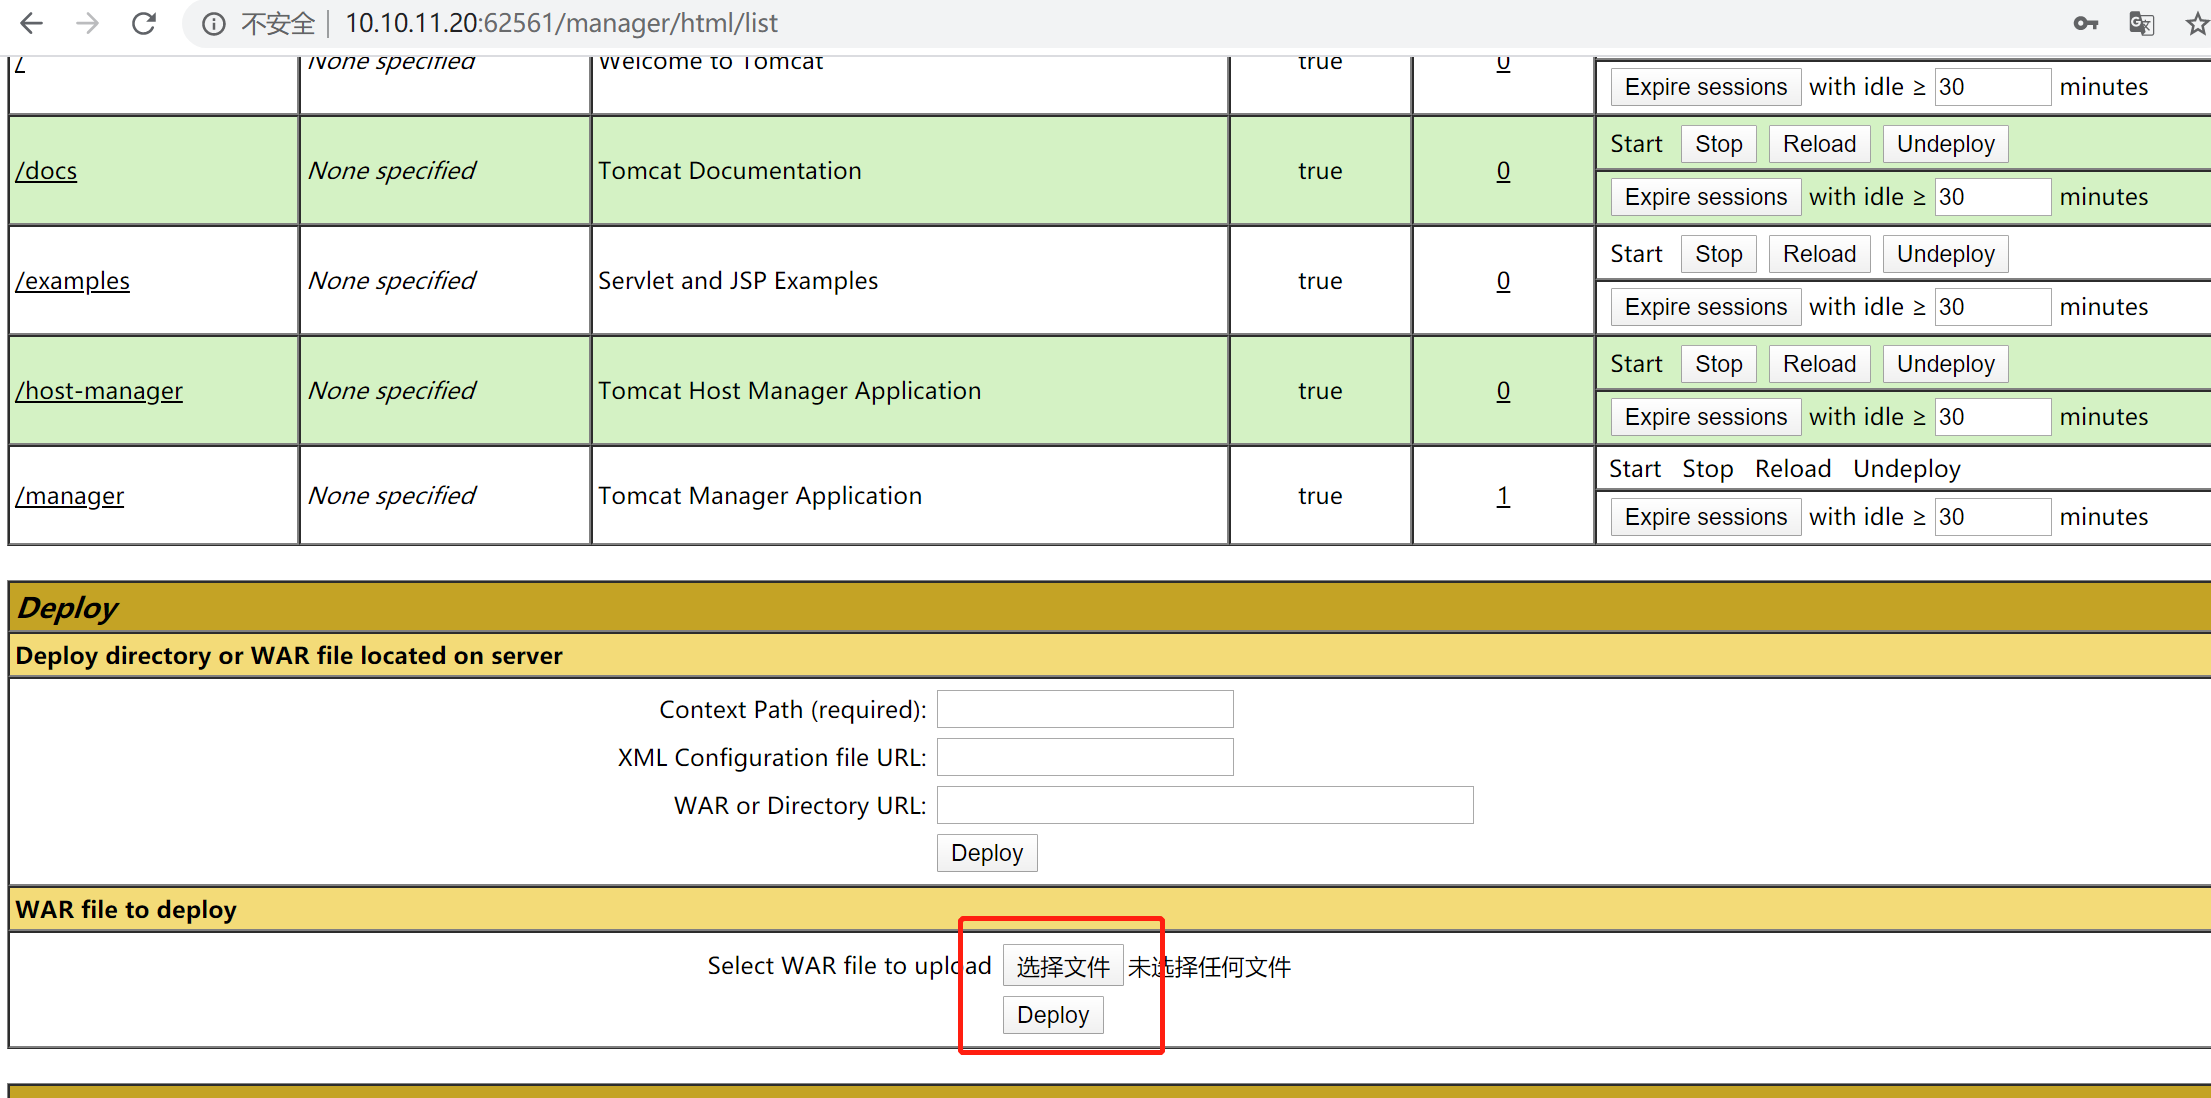 不安全 | 10.10.11.20:62561/manager/html/list
/ None specified Welcome to Tomcat true 0
Expire sessions with idle ≥ 30 minutes
/docs None specified Tomcat Documentation true 0 Start Stop Reload Undeploy
Expire sessions with idle ≥ 30 minutes
/examples None specified Servlet and JSP Examples true 0 Start Stop Reload Undeploy
Expire sessions with idle ≥ 30 minutes
/host-manager None specified Tomcat Host Manager Application true 0 Start Stop Reload Undeploy
Expire sessions with idle ≥ 30 minutes
/manager None specified Tomcat Manager Application true 1 Start Stop Reload Undeploy
Expire sessions with idle ≥ 30 minutes
Deploy
Deploy directory or WAR file located on server
Context Path (required):
XML Configuration file URL:
WAR or Directory URL:
Deploy
WAR file to deploy
Select WAR file to upload 选择文件 未选择任何文件
Deploy